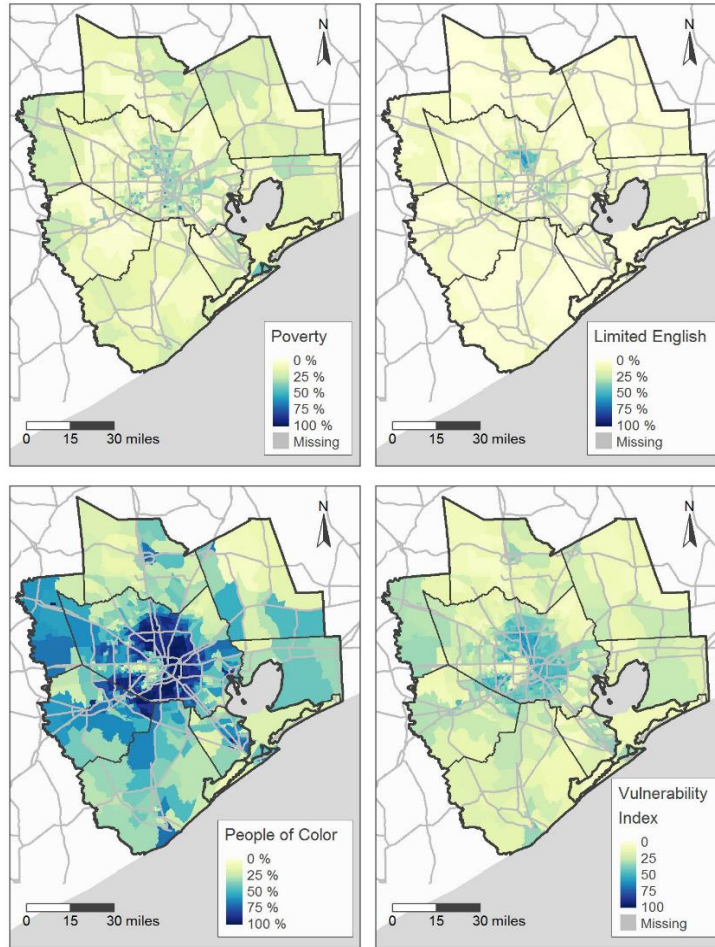 N
Poverty
0 %
25 %
50 %
75 %
100 %
Missing
0 15 30 miles
N
Limited English
0 %
25 %
50 %
75 %
100 %
Missing
0 15 30 miles
N
People of Color
0 %
25 %
50 %
75 %
100 %
0 15 30 miles
N
Vulnerability
Index
0
25
50
75
100
Missing
0 15 30 miles